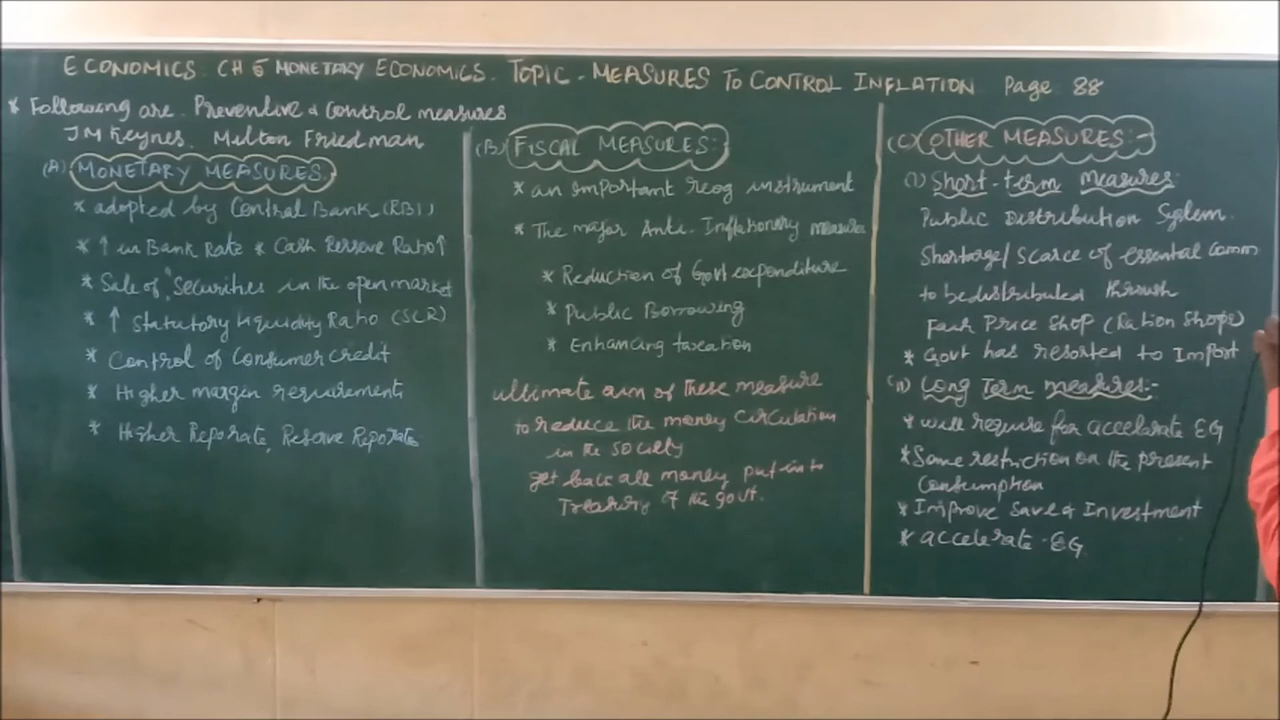 ECONOMICS. CH 5 MONETARY ECONOMICS. TOPIC - MEASURES TO CONTROL INFLATION Page 88
* Following are Preventive & Control measures
JM Keynes, Milton Friedman
(A) MONETARY MEASURES.
* adopted by Central Bank (RBI)
* ↑ in Bank Rate * Cash Reserve Ratio ↑
* Sale of Securities in the open market
* ↑ Statutory liquidity Ratio (SLR)
* Control of Consumer credit
* Higher margin requirements
* Higher Repo rate, Reserve Repo rate
(B) FISCAL MEASURES:-
* an Important instrument
* The major Anti-Inflationary measure
* Reduction of Govt expenditure
* Public Borrowing
* Enhancing taxation
ultimate aim of these measure
to reduce the money circulation
in the society
get back all money put into
Treasury of the govt.
(C) OTHER MEASURES:-
(I) Short-term measures:
Public Distribution System.
Shortage/Scarce of essential Comm
to be distributed through
Fair Price Shop (Ration Shops)
* Govt has resorted to Import
(II) Long Term measures:-
* will require for accelarate EG
* Some restriction on the present
Consumption
* Improve Save & Investment
* accelerate EG